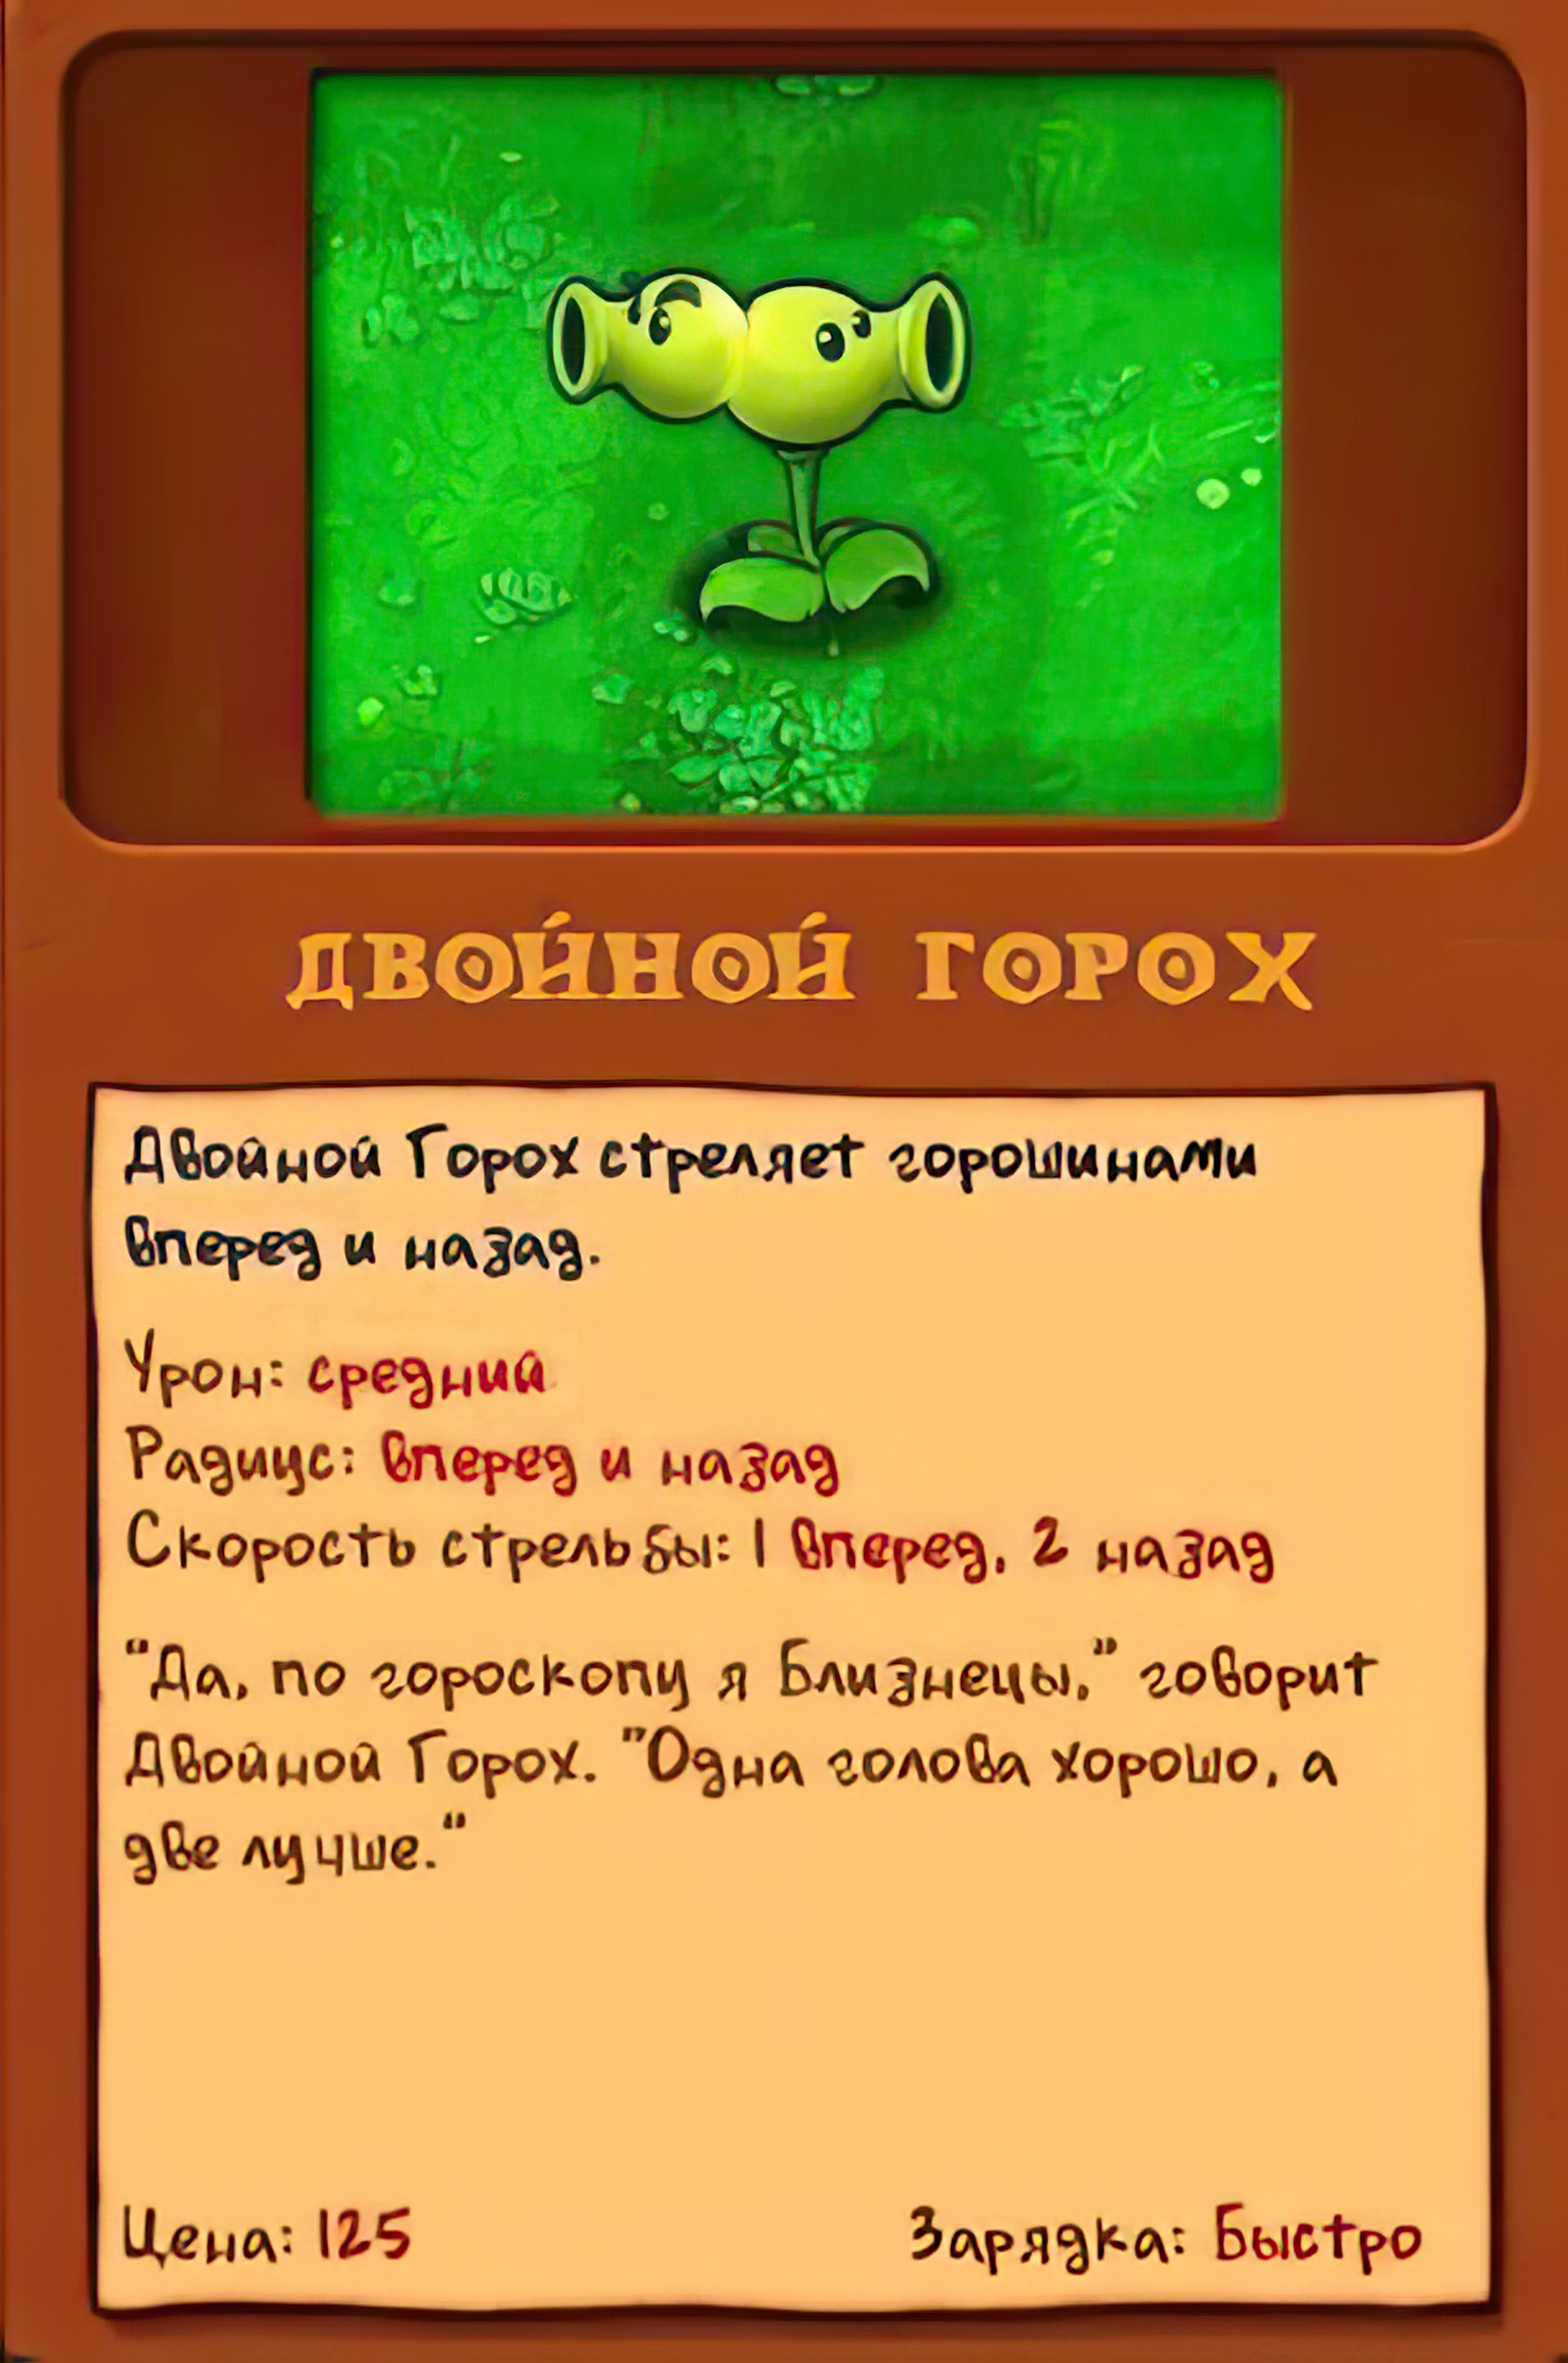 ДВОЙНОЙ ГОРОХ
Двойной Горох стреляет горошинами
вперед и назад.
Урон: средний
Радиус: вперед и назад
Скорость стрельбы: 1 вперед, 2 назад
“Да, по гороскопу я Близнецы,” говорит
Двойной Горох. “Одна голова хорошо, а
две лучше.“
Цена: 125
Зарядка: Быстро